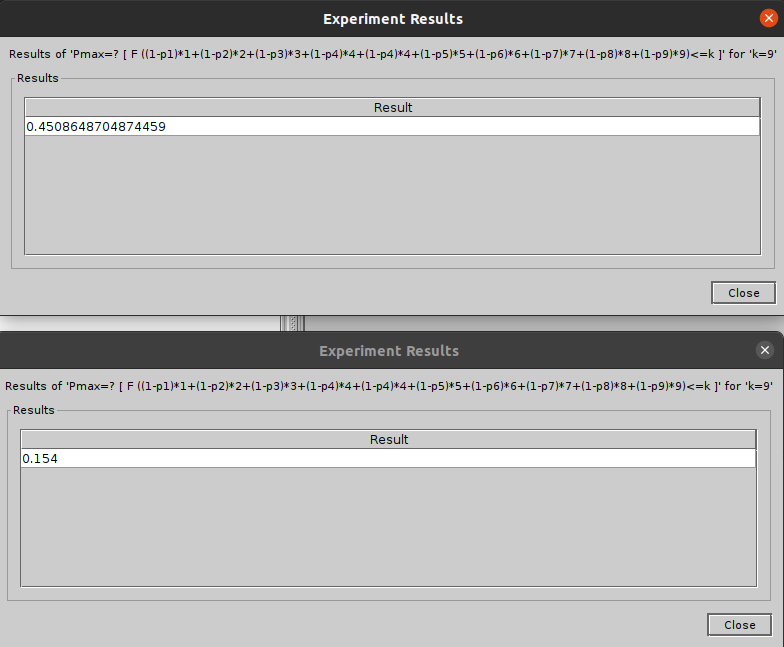 Experiment Results
Results of 'Pmax=? [ F ((1-p1)*1+(1-p2)*2+(1-p3)*3+(1-p4)*4+(1-p4)*4+(1-p5)*5+(1-p6)*6+(1-p7)*7+(1-p8)*8+(1-p9)*9)<=k ]' for 'k=9'
Results
Result
0.4508648704874459
Close
Experiment Results
Results of 'Pmax=? [ F ((1-p1)*1+(1-p2)*2+(1-p3)*3+(1-p4)*4+(1-p4)*4+(1-p5)*5+(1-p6)*6+(1-p7)*7+(1-p8)*8+(1-p9)*9)<=k ]' for 'k=9'
Results
Result
0.154
Close